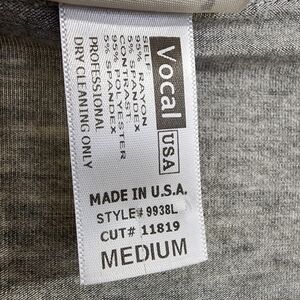 Vocal USA
SELF
95% RAYON
5% SPANDEX
CONTRAST
95% POLYESTER
5% SPANDEX
PROFESSIONAL
DRY CLEANING ONLY
MADE IN U.S.A.
STYLE# 9938L
CUT# 11819
MEDIUM